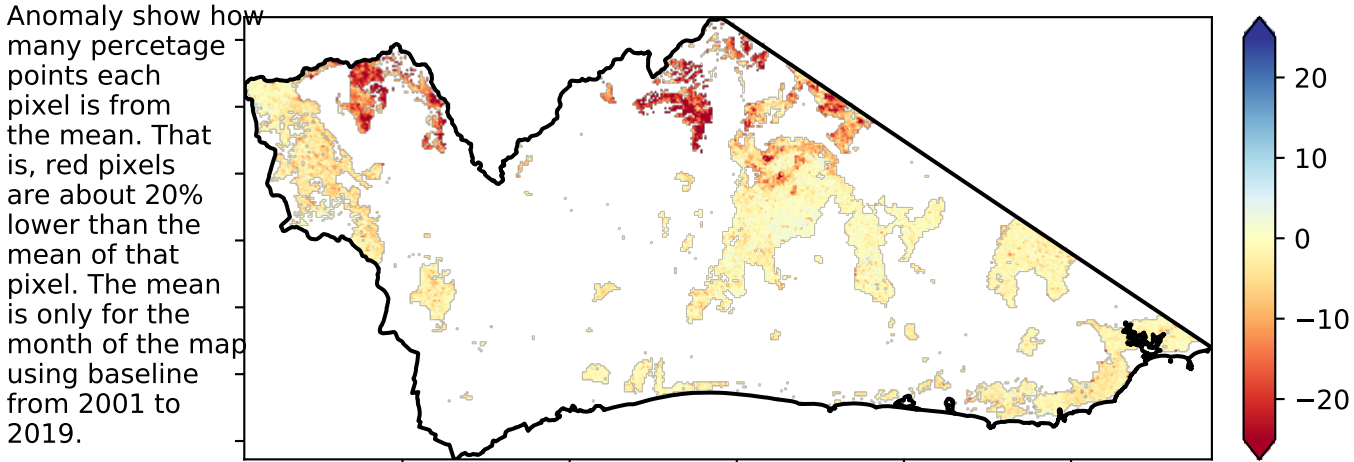 Anomaly show how
many percetage
points each
pixel is from
the mean. That
is, red pixels
are about 20%
lower than the
mean of that
pixel. The mean
is only for the
month of the map
using baseline
from 2001 to
2019.
20
10
0
−10
−20